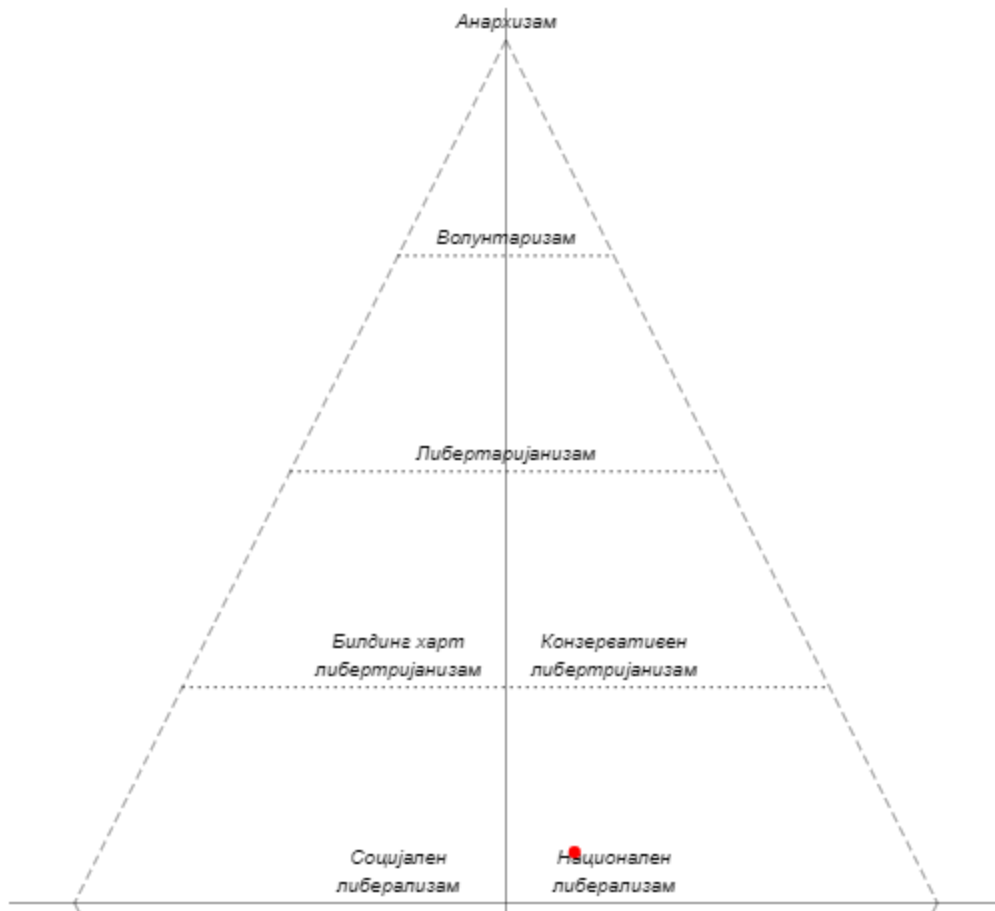 Анархизам
Волунтаризам
Либертаријанизам
Билдинг харт
либертријанизам
Конзервативен
либертријанизам
Социјален
либерализам
Национален
либерализам